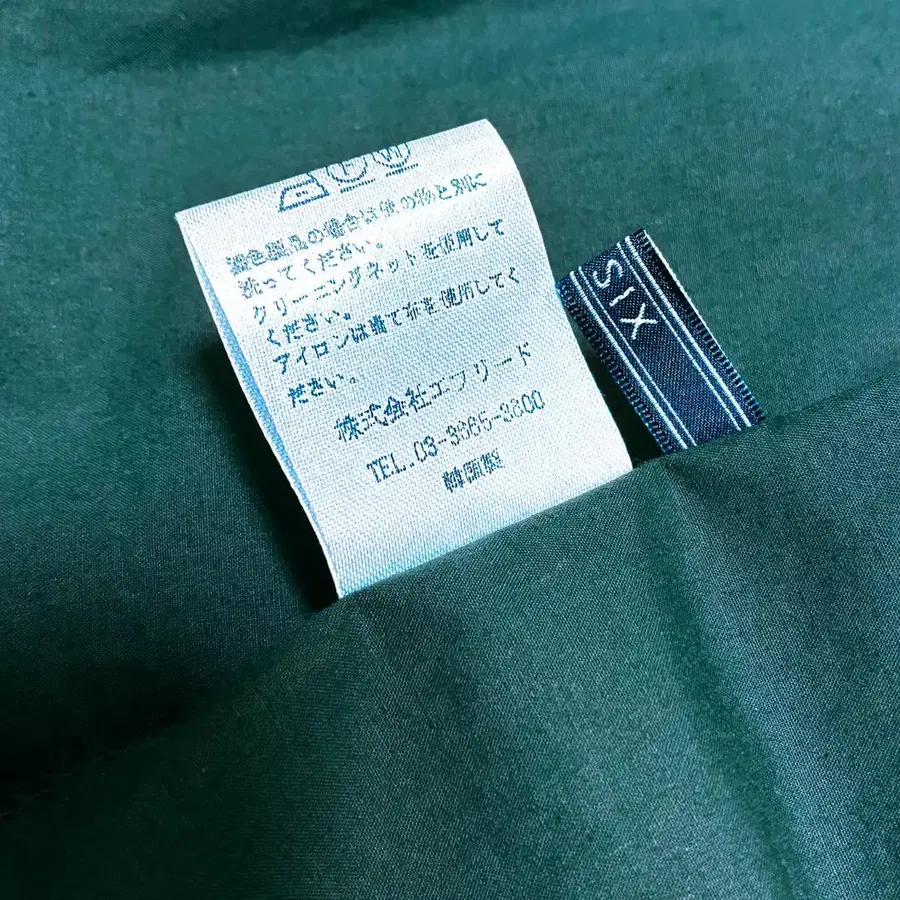 濃色製品の場合は他の物と別に
洗ってください。
クリーニングネットを使用して
ください。
アイロンは当て布を使用してく
ださい。
株式会社エフリード
TEL.03-3665-3800
韓国製
SIX